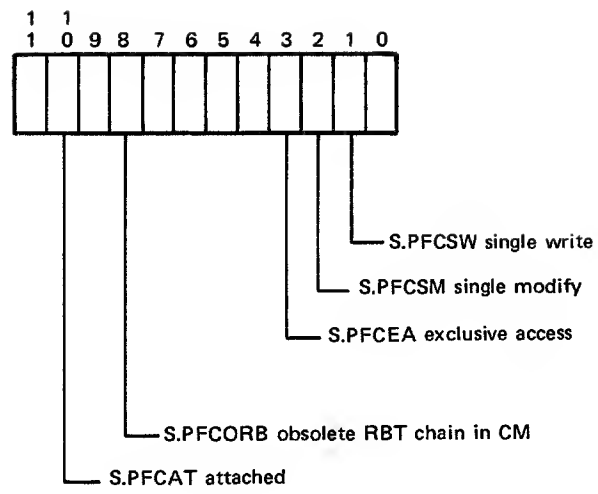 1 1
1 0 9 8 7 6 5 4 3 2 1 0
S.PFCSW single write
S.PFCSM single modify
S.PFCEA exclusive access
S.PFCORB obsolete RBT chain in CM
S.PFCAT attached